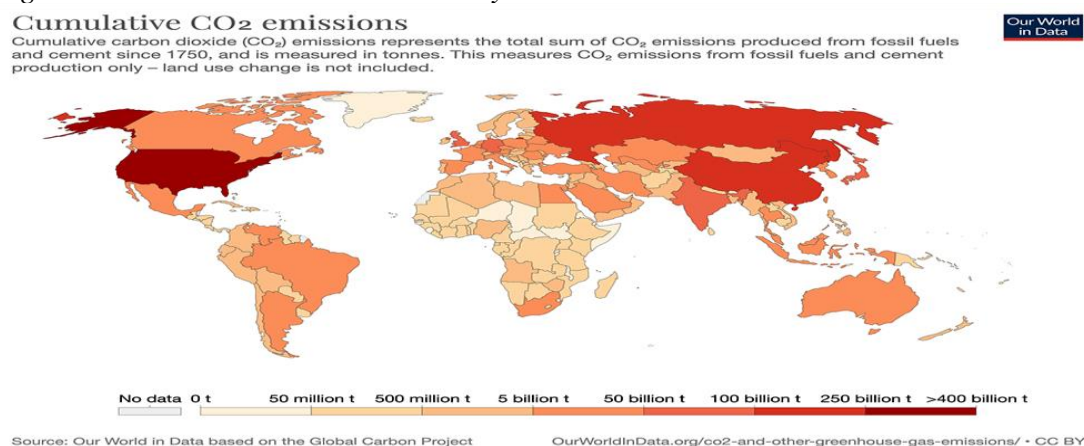 Cumulative CO₂ emissions
Our World
in Data
Cumulative carbon dioxide (CO₂) emissions represents the total sum of CO₂ emissions produced from fossil fuels
and cement since 1750, and is measured in tonnes. This measures CO₂ emissions from fossil fuels and cement
production only – land use change is not included.
No data 0 t 50 million t 500 million t 5 billion t 50 billion t 100 billion t 250 billion t >400 billion t
Source: Our World in Data based on the Global Carbon Project OurWorldInData.org/co2-and-other-greenhouse-gas-emissions/ • CC BY